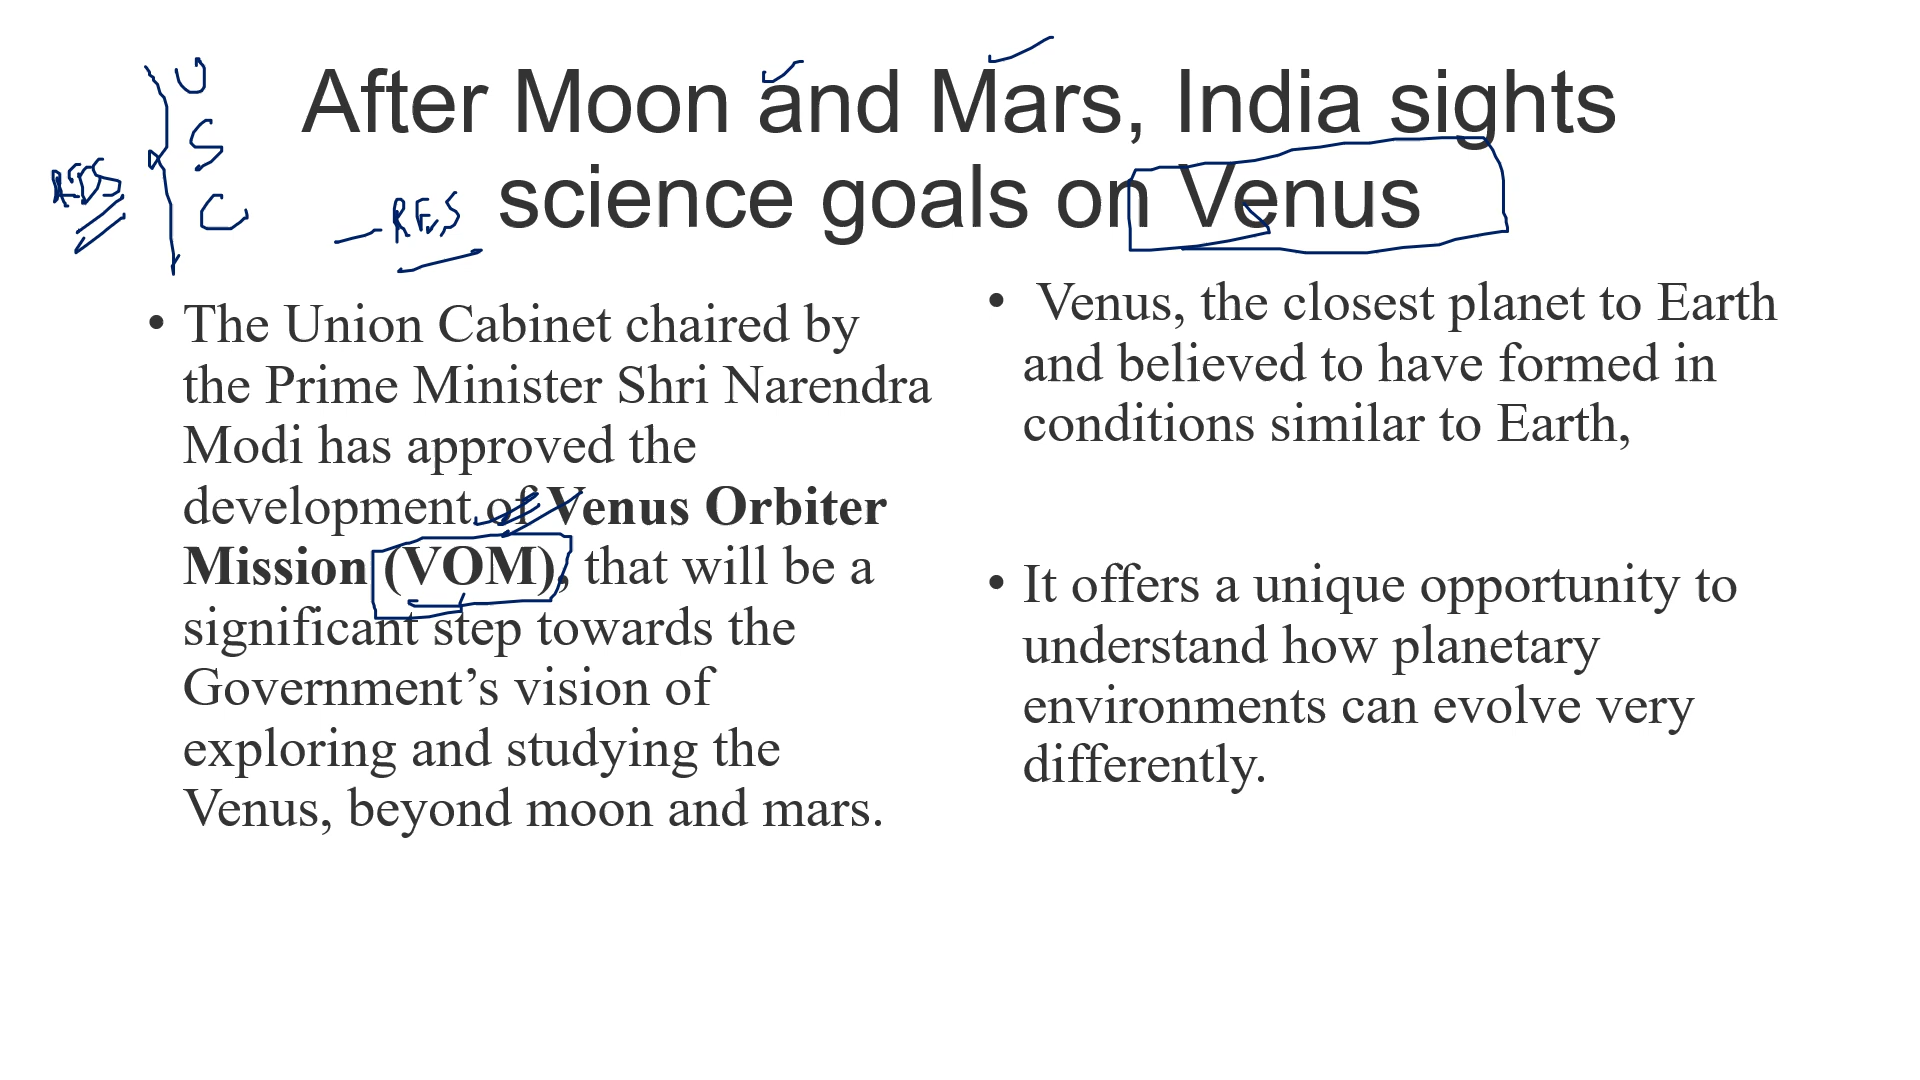 After Moon and Mars, India sights
science goals on Venus
U
S
C
• The Union Cabinet chaired by
the Prime Minister Shri Narendra
Modi has approved the
development of Venus Orbiter
Mission (VOM), that will be a
significant step towards the
Government’s vision of
exploring and studying the
Venus, beyond moon and mars.
• Venus, the closest planet to Earth
and believed to have formed in
conditions similar to Earth,
• It offers a unique opportunity to
understand how planetary
environments can evolve very
differently.